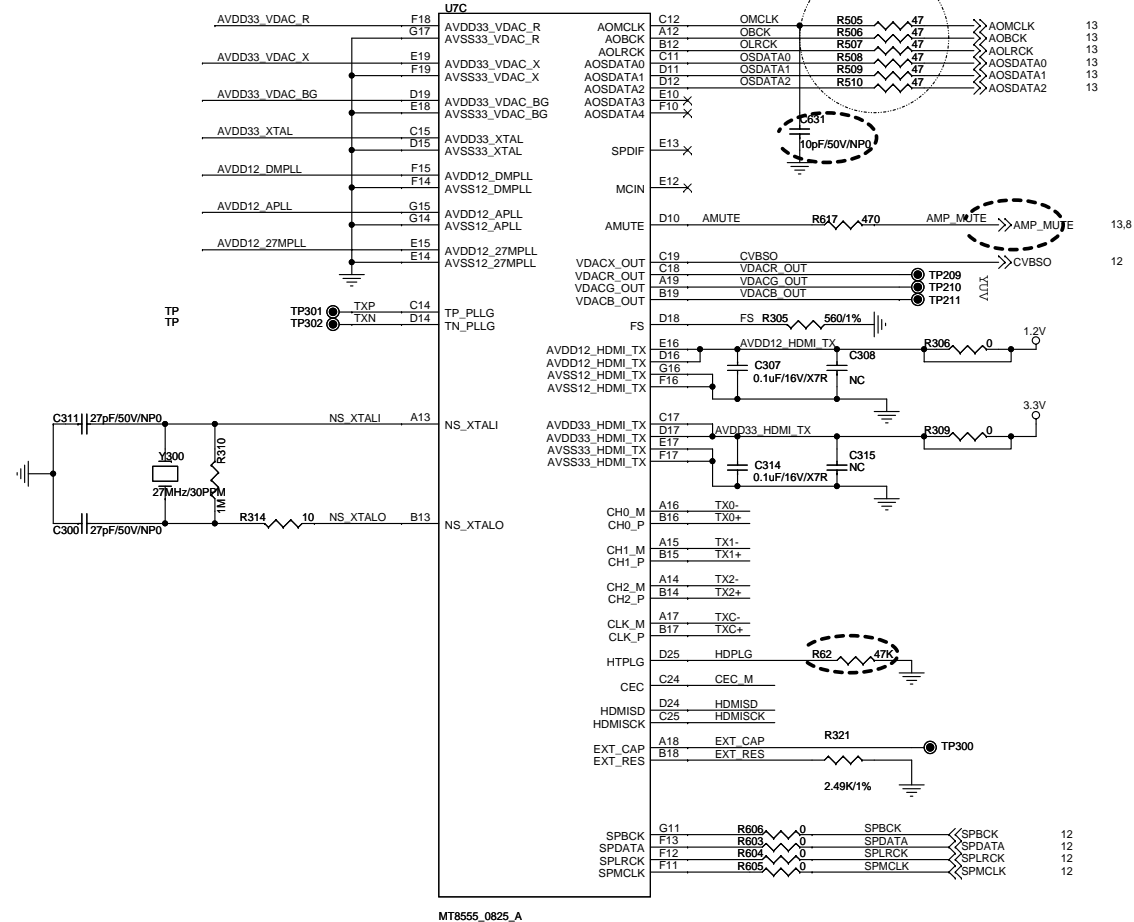 U7C
AVDD33_VDAC_R F18 AVDD33_VDAC_R
G17 AVSS33_VDAC_R
AVDD33_VDAC_X E19 AVDD33_VDAC_X
F19 AVSS33_VDAC_X
AVDD33_VDAC_BG D19 AVDD33_VDAC_BG
E18 AVSS33_VDAC_BG
AVDD33_XTAL C15 AVDD33_XTAL
D15 AVSS33_XTAL
AVDD12_DMPLL F15 AVDD12_DMPLL
F14 AVSS12_DMPLL
AVDD12_APLL G15 AVDD12_APLL
G14 AVSS12_APLL
AVDD12_27MPLL E15 AVDD12_27MPLL
E14 AVSS12_27MPLL
TP TP301 TXP C14 TP_PLLG
TP TP302 TXN D14 TN_PLLG
C311 27pF/50V/NP0 NS_XTALI A13 NS_XTALI
Y300
27MHz/30PPM
R310
1M
C300 27pF/50V/NP0 R314 10 NS_XTALO B13 NS_XTALO
AOMCLK C12 OMCLK R505 47 AOMCLK 13
AOBCK A12 OBCK R506 47 AOBCK 13
AOLRCK B12 OLRCK R507 47 AOLRCK 13
AOSDATA0 C11 OSDATA0 R508 47 AOSDATA0 13
AOSDATA1 D11 OSDATA1 R509 47 AOSDATA1 13
AOSDATA2 D12 OSDATA2 R510 47 AOSDATA2 13
AOSDATA3 E10
AOSDATA4 F10
C631
10pF/50V/NP0
SPDIF E13
MCIN E12
AMUTE D10 AMUTE R617 470 AMP_MUTE AMP_MUTE 13,8
VDACX_OUT C19 CVBSO CVBSO 12
VDACR_OUT C18 VDACR_OUT TP209
VDACG_OUT A19 VDACG_OUT TP210
VDACB_OUT B19 VDACB_OUT TP211
YUV
FS D18 FS R305 560/1%
AVDD12_HDMI_TX E16 AVDD12_HDMI_TX R306 0 1.2V
AVDD12_HDMI_TX D16
AVSS12_HDMI_TX G16
AVSS12_HDMI_TX F16
C307
0.1uF/16V/X7R
C308
NC
AVDD33_HDMI_TX C17
AVDD33_HDMI_TX D17 AVDD33_HDMI_TX R309 0 3.3V
AVSS33_HDMI_TX E17
AVSS33_HDMI_TX F17
C314
0.1uF/16V/X7R
C315
NC
CH0_M A16 TX0-
CH0_P B16 TX0+
CH1_M A15 TX1-
CH1_P B15 TX1+
CH2_M A14 TX2-
CH2_P B14 TX2+
CLK_M A17 TXC-
CLK_P B17 TXC+
HTPLG D25 HDPLG R62 47K
CEC C24 CEC_M
HDMISD D24 HDMISD
HDMISCK C25 HDMISCK
EXT_CAP A18 EXT_CAP TP300
EXT_RES B18 EXT_RES R321
2.49K/1%
SPBCK G11 R606 0 SPBCK SPBCK 12
SPDATA F13 R603 0 SPDATA SPDATA 12
SPLRCK F12 R604 0 SPLRCK SPLRCK 12
SPMCLK F11 R605 0 SPMCLK SPMCLK 12
MT8555_0825_A